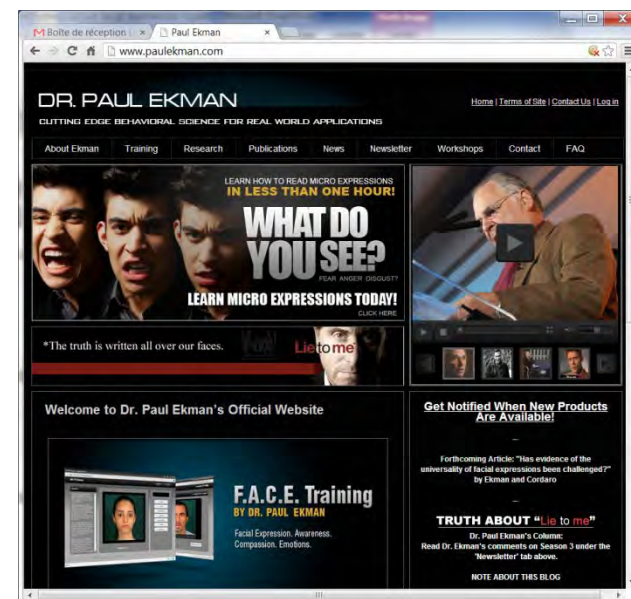 Boîte de réception
Paul Ekman
www.paulekman.com
DR. PAUL EKMAN
CUTTING EDGE BEHAVIORAL SCIENCE FOR REAL WORLD APPLICATIONS
Home | Terms of Site | Contact Us | Log in
About Ekman Training Research Publications News Newsletter Workshops Contact FAQ
LEARN HOW TO READ MICRO EXPRESSIONS
IN LESS THAN ONE HOUR!
WHAT DO
YOU SEE?
FEAR ANGER DISGUST?
LEARN MICRO EXPRESSIONS TODAY!
CLICK HERE
*The truth is written all over our faces.
FOX
Lie to me
Welcome to Dr. Paul Ekman's Official Website
F.A.C.E. Training
BY DR. PAUL EKMAN
Facial Expression. Awareness.
Compassion. Emotions.
Get Notified When New Products
Are Available!
Forthcoming Article: "Has evidence of the
universality of facial expressions been challenged?"
by Ekman and Cordaro
TRUTH ABOUT "Lie to me"
Dr. Paul Ekman's Column:
Read Dr. Ekman's comments on Season 3 under the
'Newsletter' tab above.
NOTE ABOUT THIS BLOG